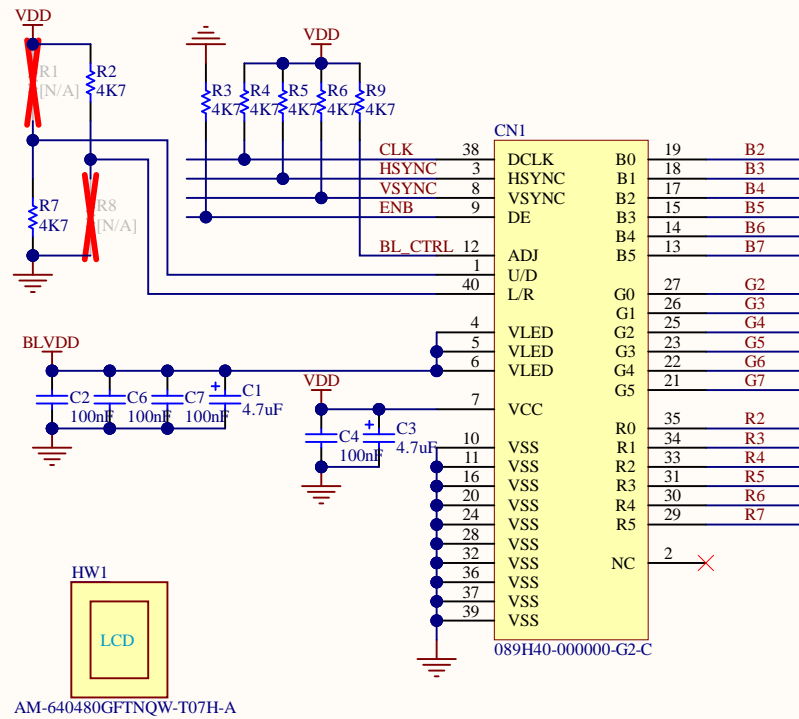 VDD
R1
[N/A]
R2
4K7
R7
4K7
R8
[N/A]
VDD
R3
4K7
R4
4K7
R5
4K7
R6
4K7
R9
4K7
CN1
CLK 38 DCLK
HSYNC 3 HSYNC
VSYNC 8 VSYNC
ENB 9 DE
BL_CTRL 12 ADJ
1 U/D
40 L/R
4 VLED
5 VLED
6 VLED
7 VCC
10 VSS
11 VSS
16 VSS
20 VSS
24 VSS
28 VSS
32 VSS
36 VSS
37 VSS
39 VSS
B0 19 B2
B1 18 B3
B2 17 B4
B3 15 B5
B4 14 B6
B5 13 B7
G0 27 G2
G1 26 G3
G2 25 G4
G3 23 G5
G4 22 G6
G5 21 G7
R0 35 R2
R1 34 R3
R2 33 R4
R3 31 R5
R4 30 R6
R5 29 R7
NC 2
089H40-000000-G2-C
BLVDD
C2
100nF
C6
100nF
C7
100nF
+
C1
4.7uF
VDD
C4
100nF
+
C3
4.7uF
HW1
LCD
AM-640480GFTNQW-T07H-A